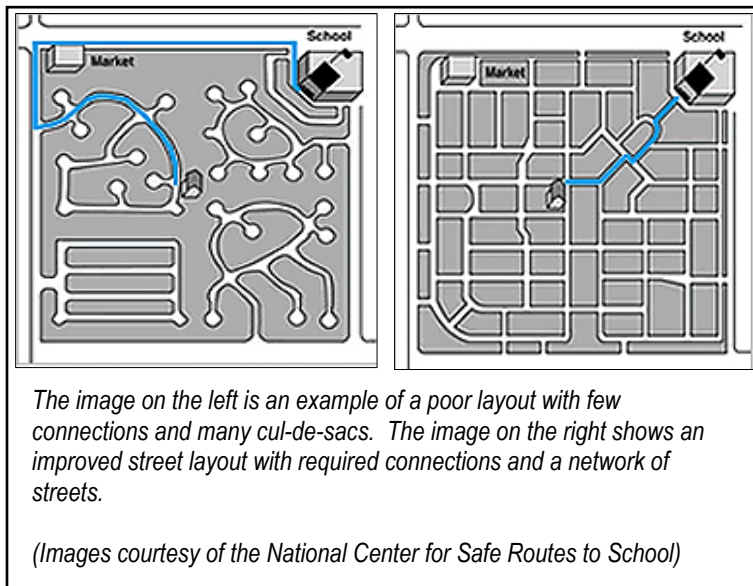 School
Market
School
Market
The image on the left is an example of a poor layout with few
connections and many cul-de-sacs.  The image on the right shows an
improved street layout with required connections and a network of
streets.
(Images courtesy of the National Center for Safe Routes to School)